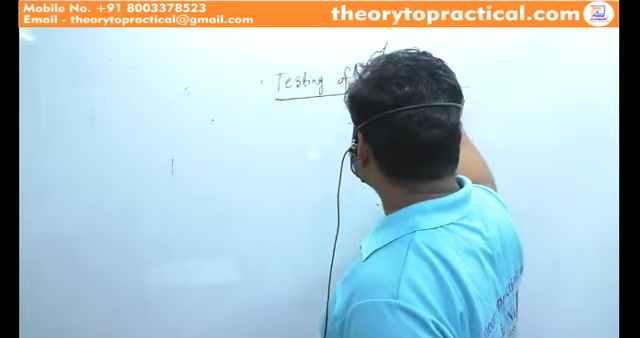 Mobile No. +91 8003378523
Email - theorytopractical@gmail.com
theorytopractical.com
Testing of